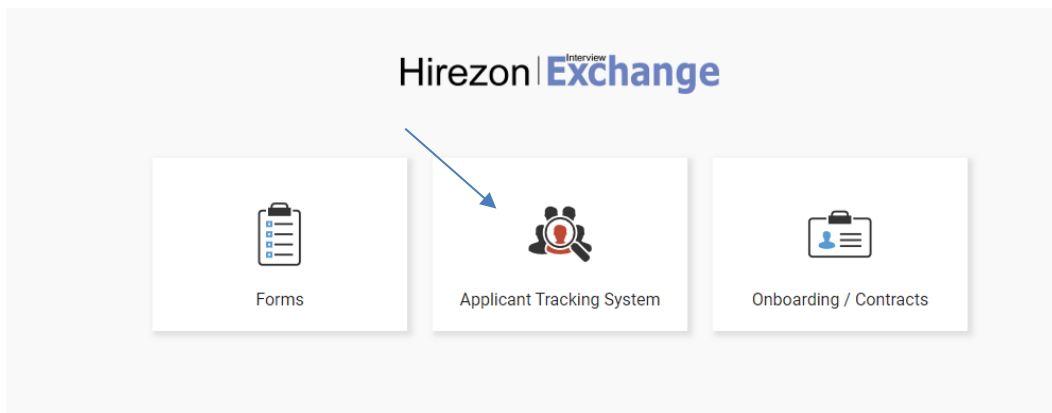 Hirezon Interview Exchange
Forms
Applicant Tracking System
Onboarding / Contracts